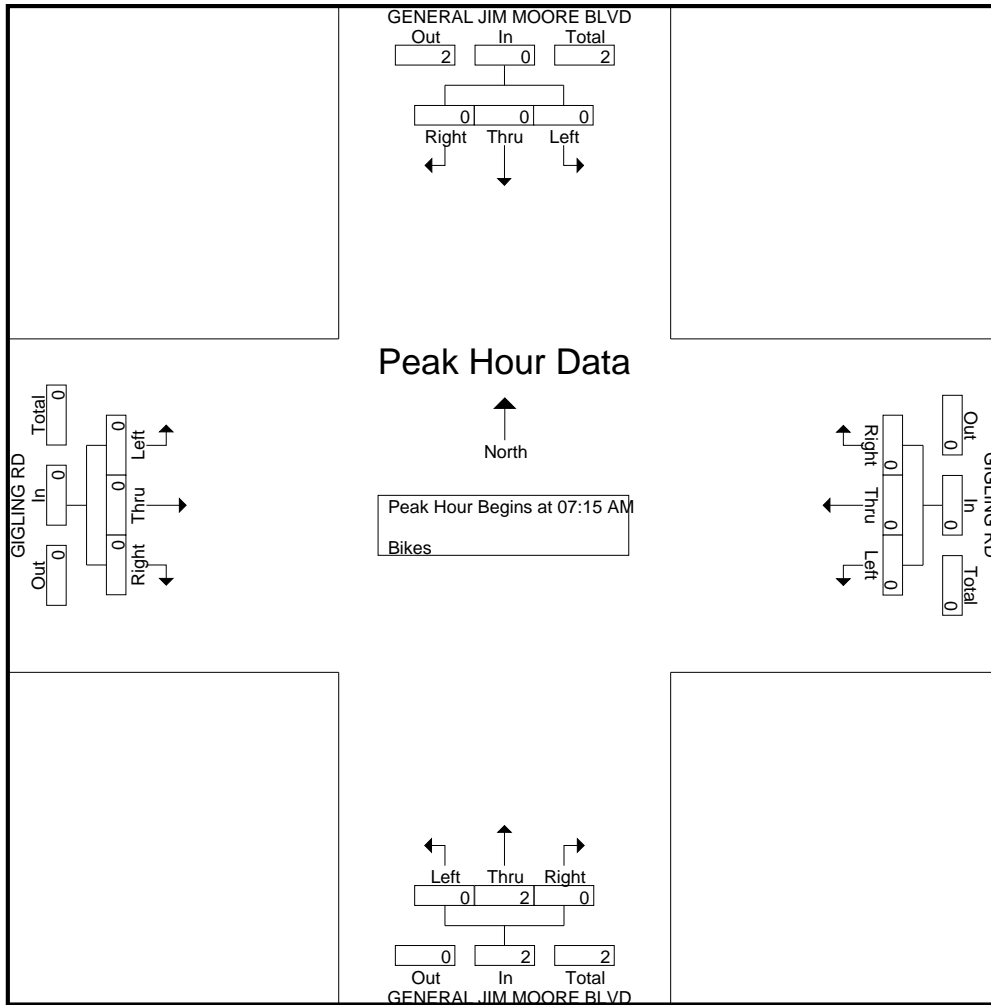 GENERAL JIM MOORE BLVD
Out In Total
2 0 2
0 0 0
Right Thru Left
Peak Hour Data
North
Peak Hour Begins at 07:15 AM
Bikes
GIGLING RD
Out In Total
0 0 0
0 0 0
Right Thru Left
GIGLING RD
Total In Out
0 0 0
0 0 0
Left Thru Right
Left Thru Right
0 2 0
0 2 2
Out In Total
GENERAL JIM MOORE BLVD